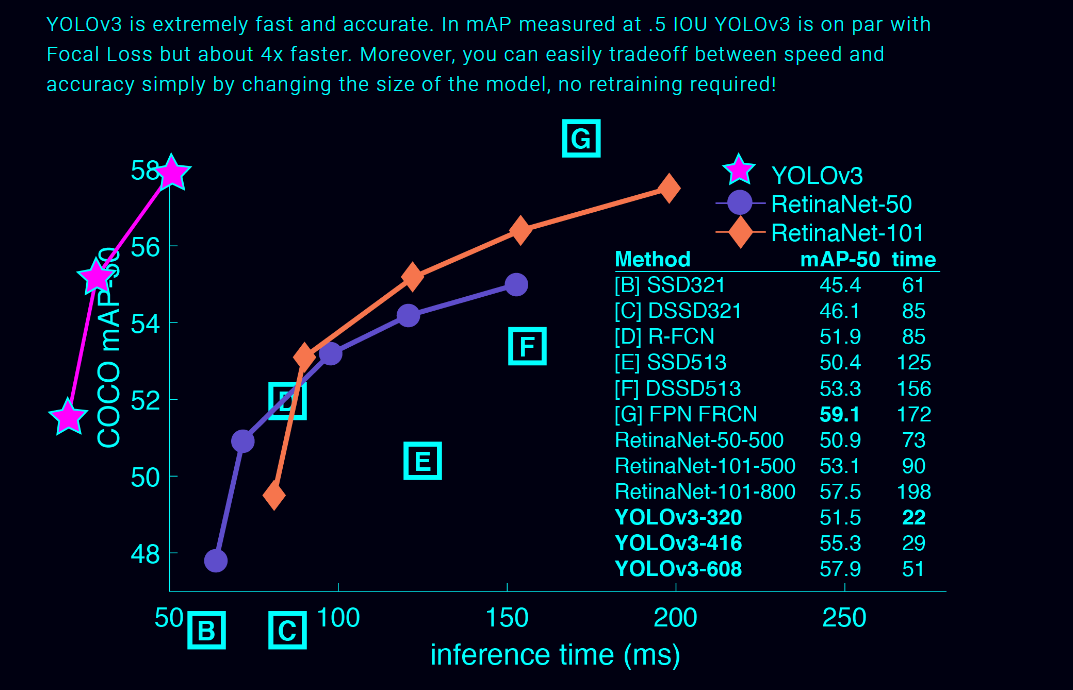 YOLOv3 is extremely fast and accurate. In mAP measured at .5 IOU YOLOv3 is on par with
Focal Loss but about 4x faster. Moreover, you can easily tradeoff between speed and
accuracy simply by changing the size of the model, no retraining required!
G
58
56
54
52
50
48
COCO mAP-50
D
F
E
YOLOv3
RetinaNet-50
RetinaNet-101
Method mAP-50 time
[B] SSD321 45.4 61
[C] DSSD321 46.1 85
[D] R-FCN 51.9 85
[E] SSD513 50.4 125
[F] DSSD513 53.3 156
[G] FPN FRCN 59.1 172
RetinaNet-50-500 50.9 73
RetinaNet-101-500 53.1 90
RetinaNet-101-800 57.5 198
YOLOv3-320 51.5 22
YOLOv3-416 55.3 29
YOLOv3-608 57.9 51
50 100 150 200 250
B C
inference time (ms)